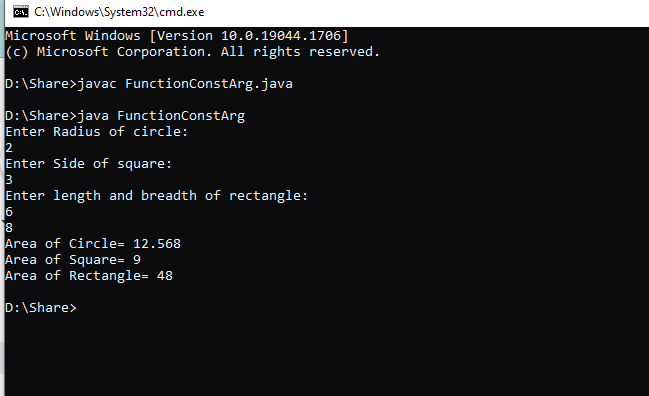 C:\Windows\System32\cmd.exe
Microsoft Windows [Version 10.0.19044.1706]
(c) Microsoft Corporation. All rights reserved.
D:\Share>javac FunctionConstArg.java
D:\Share>java FunctionConstArg
Enter Radius of circle:
2
Enter Side of square:
3
Enter length and breadth of rectangle:
6
8
Area of Circle= 12.568
Area of Square= 9
Area of Rectangle= 48
D:\Share>